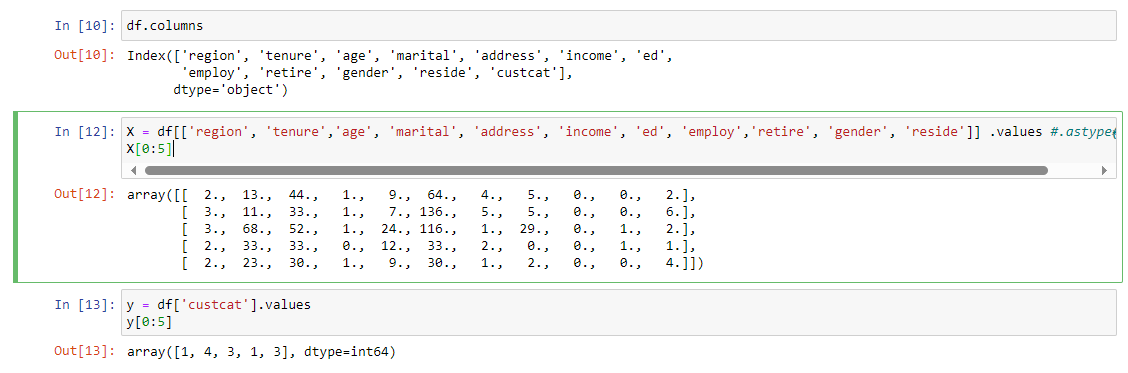 In [10]: df.columns
Out[10]: Index(['region', 'tenure', 'age', 'marital', 'address', 'income', 'ed',
'employ', 'retire', 'gender', 'reside', 'custcat'],
dtype='object')
In [12]: X = df[['region', 'tenure','age', 'marital', 'address', 'income', 'ed', 'employ','retire', 'gender', 'reside']] .values #.astype(
X[0:5]
Out[12]: array([[  2.,  13.,  44.,   1.,   9.,  64.,   4.,   5.,   0.,   0.,   2.],
[  3.,  11.,  33.,   1.,   7., 136.,   5.,   5.,   0.,   0.,   6.],
[  3.,  68.,  52.,   1.,  24., 116.,   1.,  29.,   0.,   1.,   2.],
[  2.,  33.,  33.,   0.,  12.,  33.,   2.,   0.,   0.,   1.,   1.],
[  2.,  23.,  30.,   1.,   9.,  30.,   1.,   2.,   0.,   0.,   4.]])
In [13]: y = df['custcat'].values
y[0:5]
Out[13]: array([1, 4, 3, 1, 3], dtype=int64)